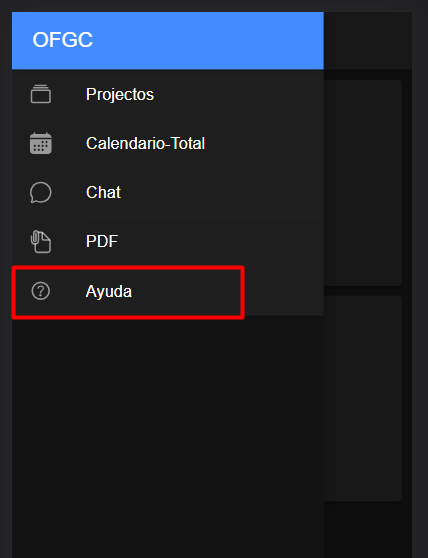 OFGC
Projectos
Calendario-Total
Chat
PDF
Ayuda